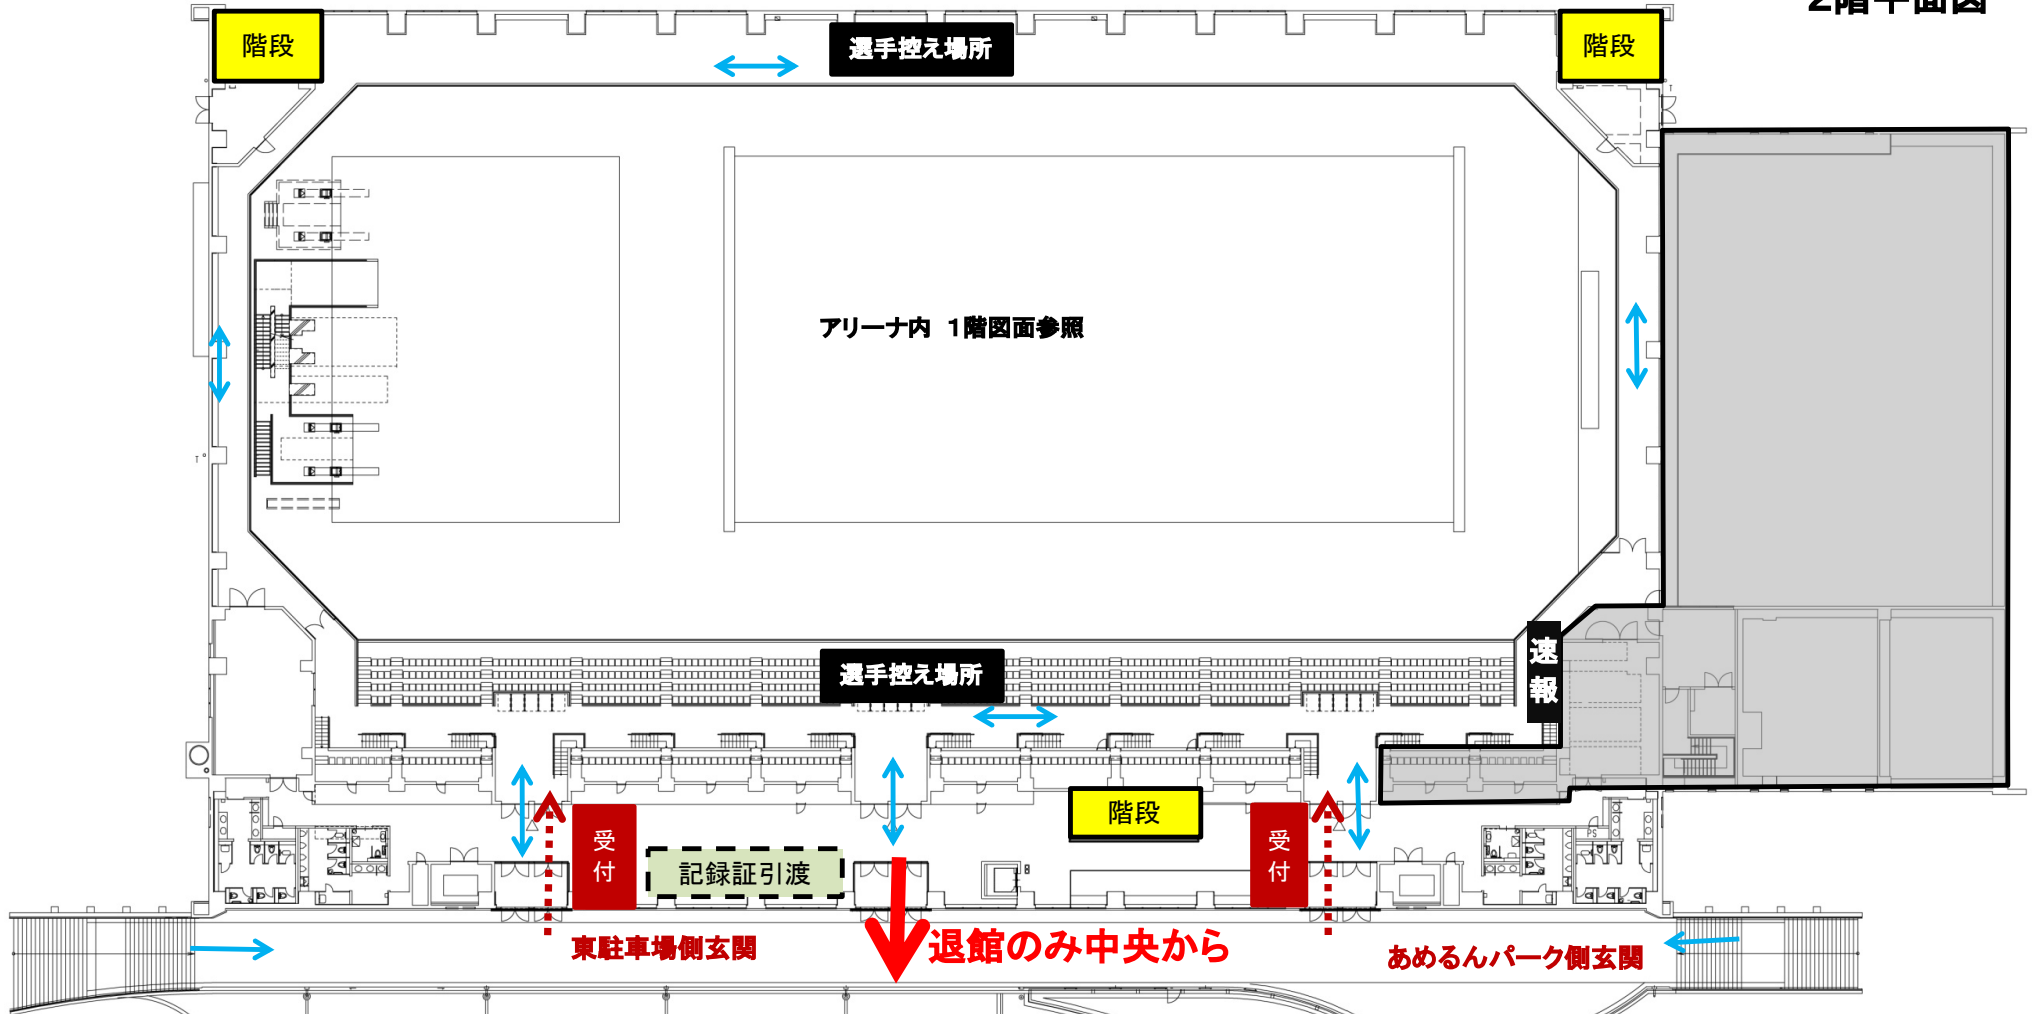 2階平面図
階段
選手控え場所
階段
アリーナ内　1階図面参照
選手控え場所
速報
階段
受付
記録証引渡
受付
PS
東駐車場側玄関
退館のみ中央から
あめるんパーク側玄関